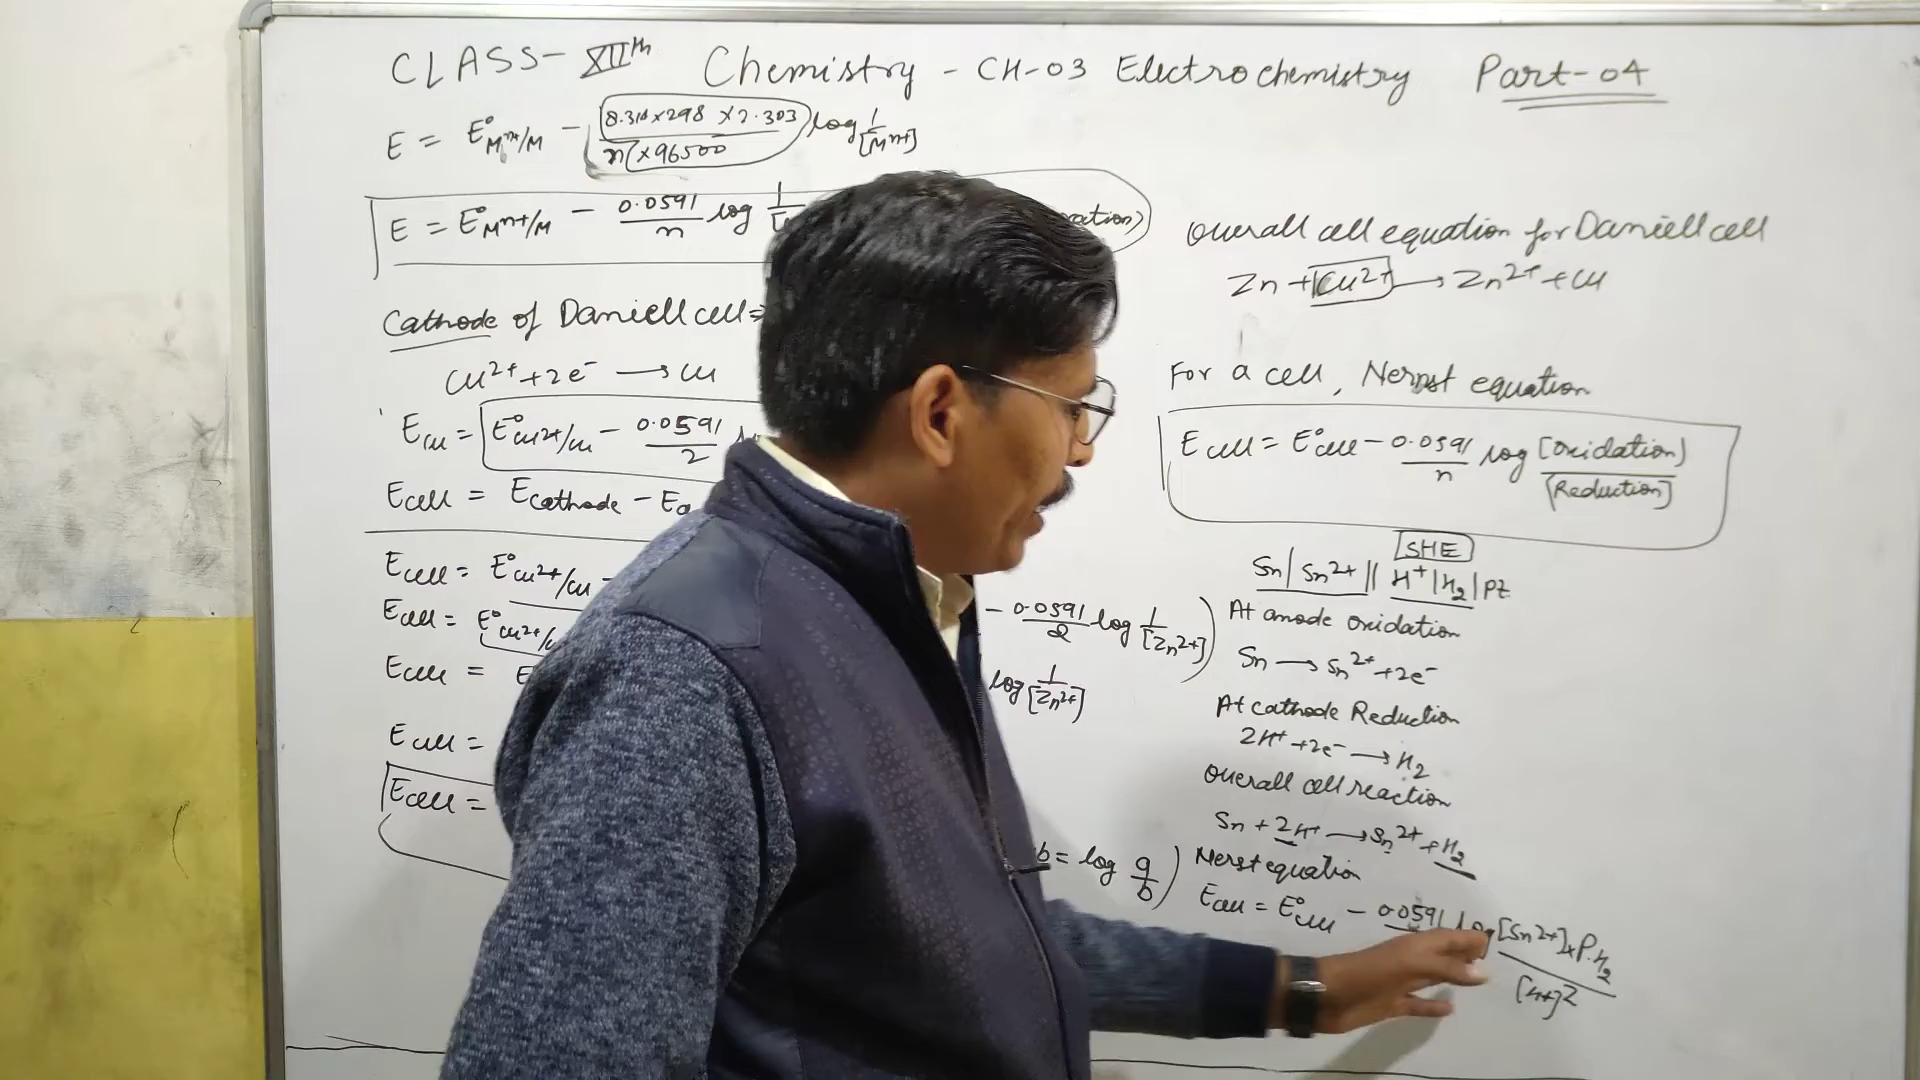 CLASS-XIIth Chemistry - CH-03 Electrochemistry Part-04
E = E°Mn+/M - 8.314×298×2.303/n×96500 log 1/[Mn+]
E = E°Mn+/M - 0.0591/n log 1/
Cathode of Daniell cell ⇒
Cu2+ + 2e- → Cu
Ecu = E°Cu2+/Cu - 0.0591/2
Ecell = Ecathode - Ea
Ecell = E°Cu2+/Cu -
Ecell = E°Cu2+/
Ecell = E
Ecell =
Ecell =
- 0.0591/2 log 1/[Zn2+] )
log 1/[Zn2+]
b = log a/b )
Overall cell equation for Daniell cell
Zn + Cu2+ → Zn2+ + Cu
For a cell, Nernst equation
Ecell = E°cell - 0.0591/n log [Oxidation]/[Reduction]
SHE
Sn | Sn2+ || H+ | H2 | Pt
At anode oxidation
Sn → Sn2+ + 2e-
At cathode Reduction
2H+ + 2e- → H2
Overall cell reaction
Sn + 2H+ → Sn2+ + H2
Nerst equation
Ecell = E°cell - 0.0591 log [Sn2+]×P.H2/[H+]2